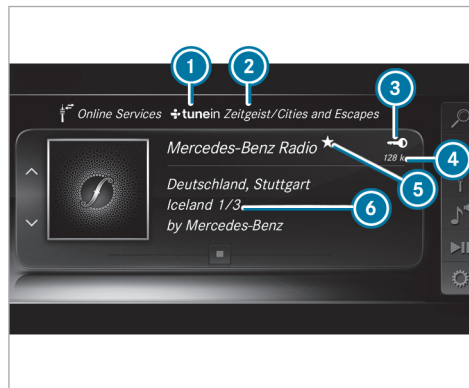 1 2 3
Online Services tunein Zeitgeist/Cities and Escapes
Mercedes-Benz Radio
128 k 4
5
Deutschland, Stuttgart
Iceland 1/3 6
by Mercedes-Benz